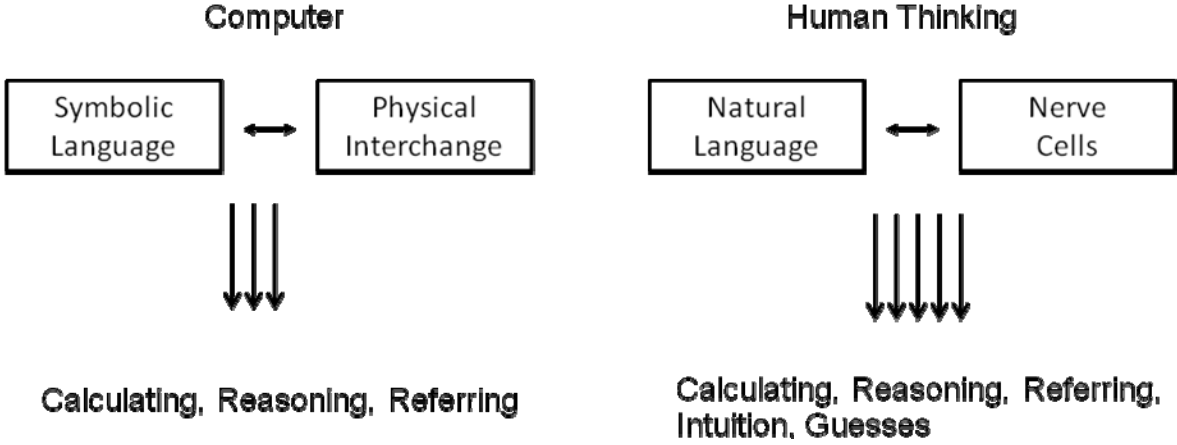 Computer
Human Thinking
Symbolic
Language
Physical
Interchange
Natural
Language
Nerve
Cells
Calculating, Reasoning, Referring
Calculating, Reasoning, Referring,
Intuition, Guesses